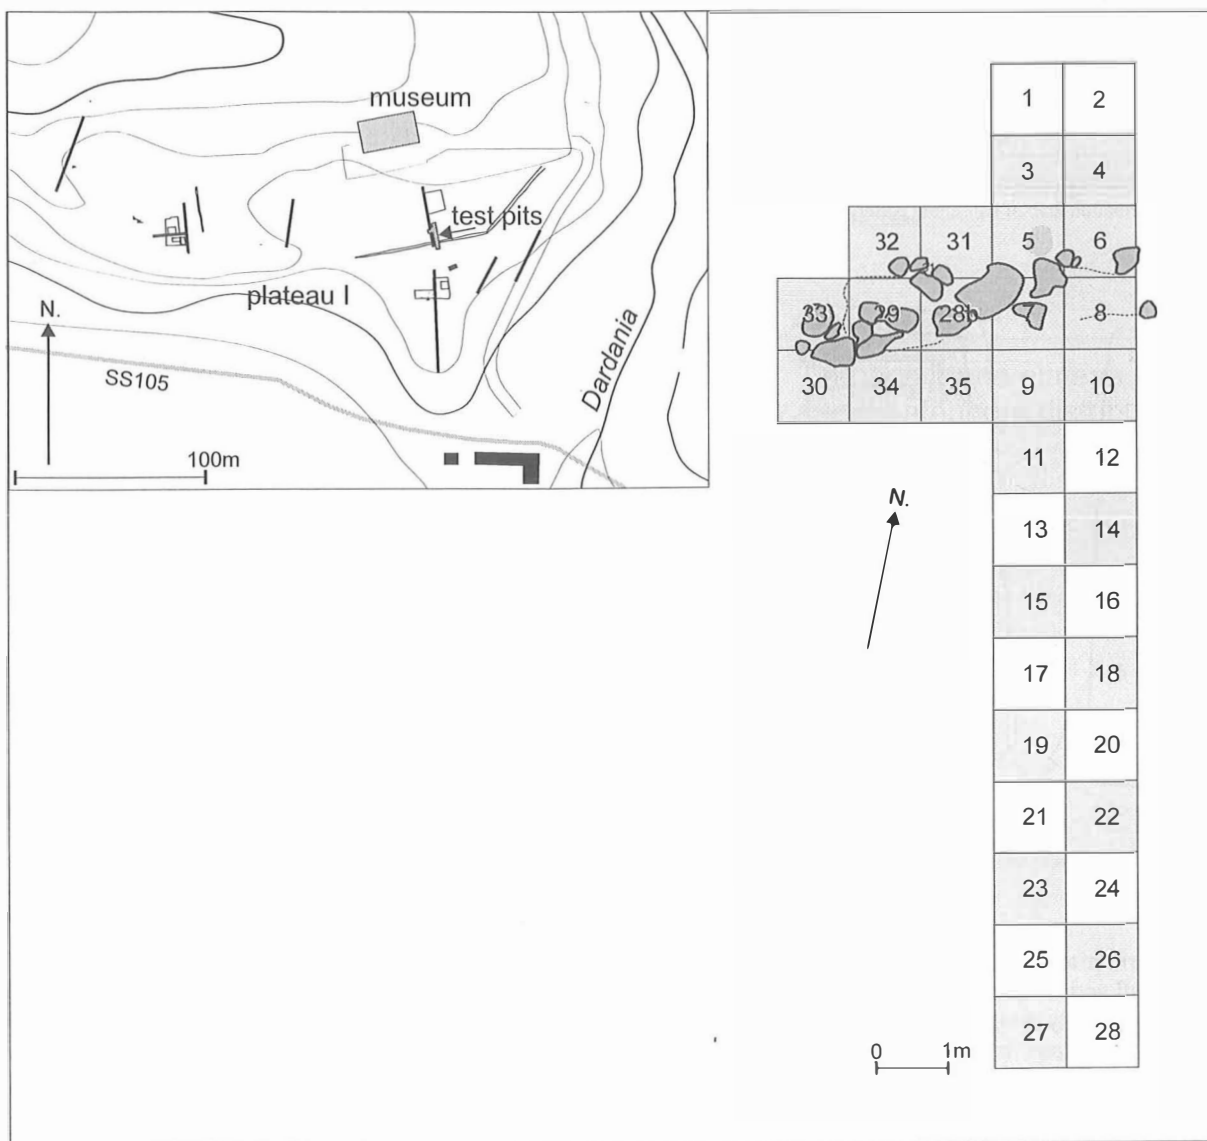 museum
test pits
plateau I
N.
SS105
Dardania
100m
1 2
3 4
32 31 5 6
33 29 28b 8
30 34 35 9 10
11 12
N.
13 14
15 16
17 18
19 20
21 22
23 24
25 26
27 28
0 1m